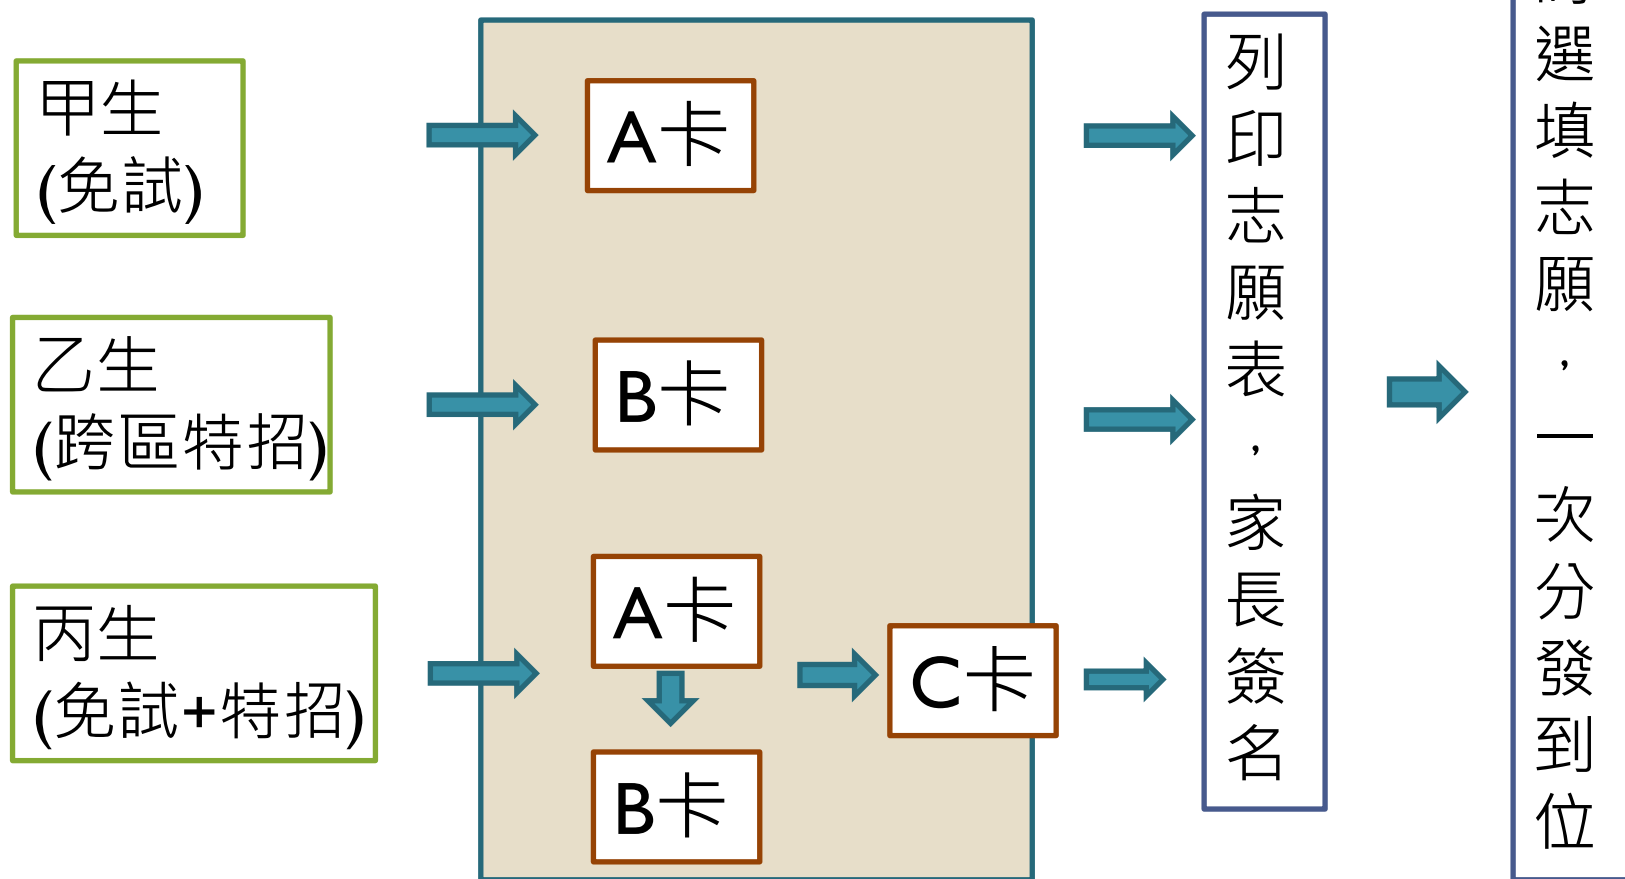 甲生
(免試)
A卡
乙生
(跨區特招)
B卡
丙生
(免試+特招)
A卡
B卡
C卡
列印志願表，家長簽名
選填志願，一次分發到位